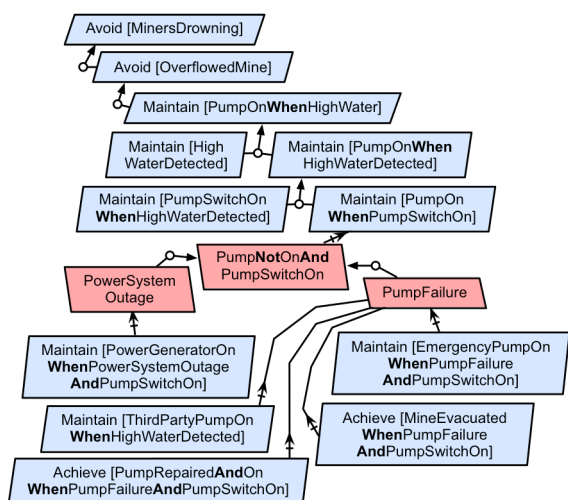 Avoid [MinersDrowning]
Avoid [OverflowedMine]
Maintain [PumpOnWhenHighWater]
Maintain [High
WaterDetected]
Maintain [PumpOnWhen
HighWaterDetected]
Maintain [PumpSwitchOn
WhenHighWaterDetected]
Maintain [PumpOn
WhenPumpSwitchOn]
PumpNotOnAnd
PumpSwitchOn
PowerSystem
Outage
PumpFailure
Maintain [PowerGeneratorOn
WhenPowerSystemOutage
AndPumpSwitchOn]
Maintain [EmergencyPumpOn
WhenPumpFailure
AndPumpSwitchOn]
Maintain [ThirdPartyPumpOn
WhenHighWaterDetected]
Achieve [MineEvacuated
WhenPumpFailure
AndPumpSwitchOn]
Achieve [PumpRepairedAndOn
WhenPumpFailureAndPumpSwitchOn]